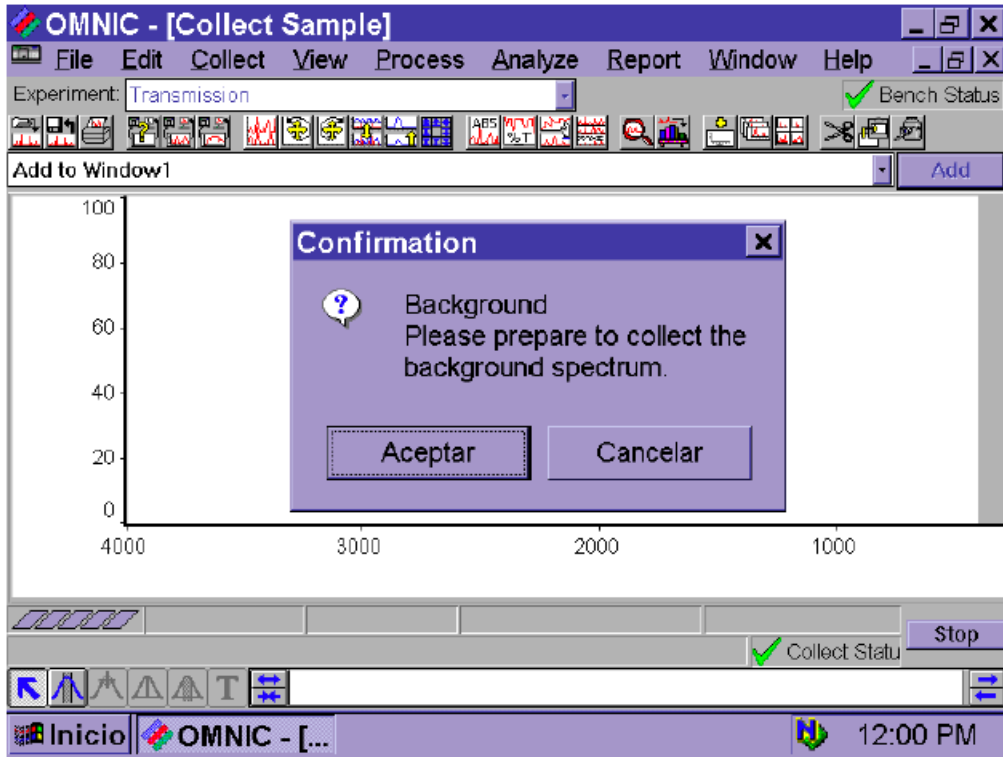 OMNIC - [Collect Sample]
File Edit Collect View Process Analyze Report Window Help
Experiment: Transmission
Bench Status
ABS
%T
Add to Window1
Add
100
80
60
40
20
0
4000 3000 2000 1000
Confirmation
Background
Please prepare to collect the
background spectrum.
Aceptar Cancelar
Stop
Collect Statu
T
Inicio OMNIC - [... N 12:00 PM